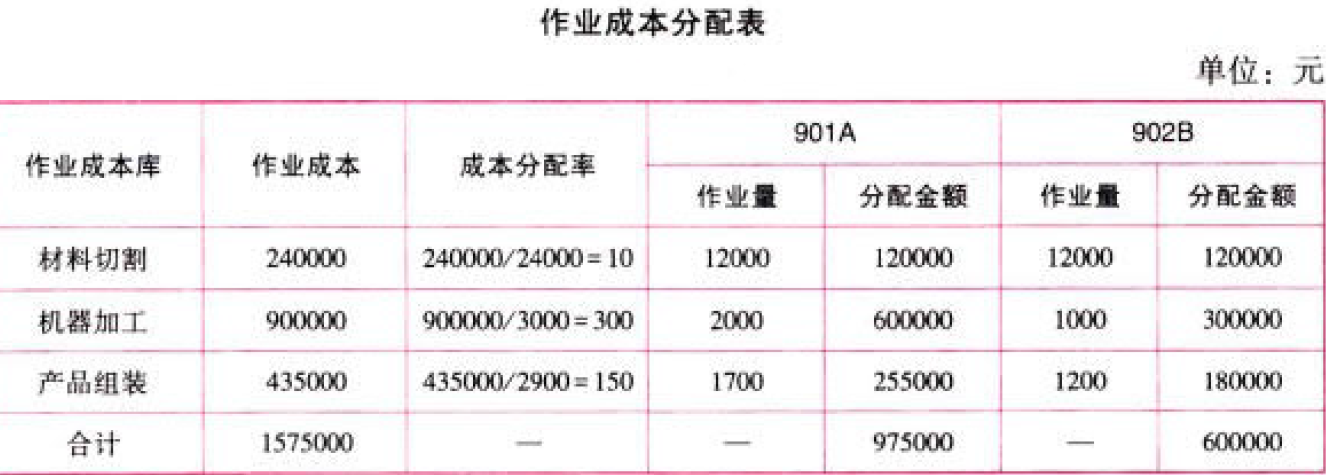 作业成本分配表
单位：元
作业成本库 作业成本 成本分配率 901A 902B
作业量 分配金额 作业量 分配金额
材料切割 240000 240000/24000=10 12000 120000 12000 120000
机器加工 900000 900000/3000=300 2000 600000 1000 300000
产品组装 435000 435000/2900=150 1700 255000 1200 180000
合计 1575000 — — 975000 — 600000